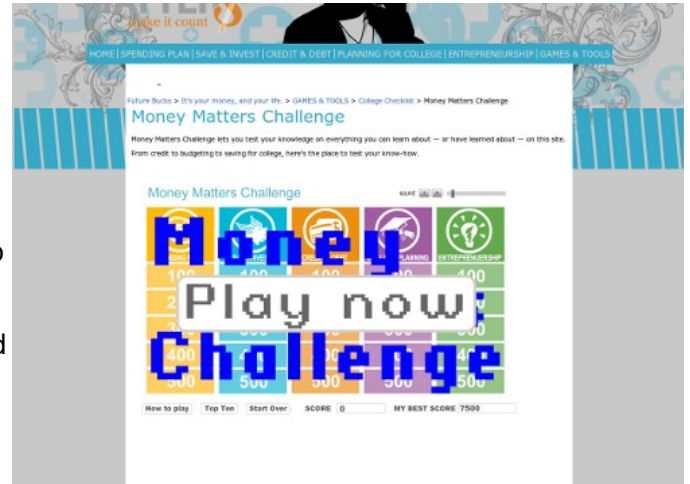 make it count
HOME | SPENDING PLAN | SAVE & INVEST | CREDIT & DEBT | PLANNING FOR COLLEGE | ENTREPRENEURSHIP | GAMES & TOOLS
Future Bucks > It's your money, and your life. > GAMES & TOOLS > College Checklist > Money Matters Challenge
Money Matters Challenge
Money Matters Challenge lets you test your knowledge on everything you can learn about — or have learned about — on this site.
From credit to budgeting to saving for college, here's the place to test your know-how.
Money Matters Challenge
sound
Money
PLANNING
ENTREPRENUERSHIP
100 100 100 100 100
Play now
Challenge
400 400
500 500 500 500 500
How to play Top Ten Start Over SCORE 0 MY BEST SCORE 7500